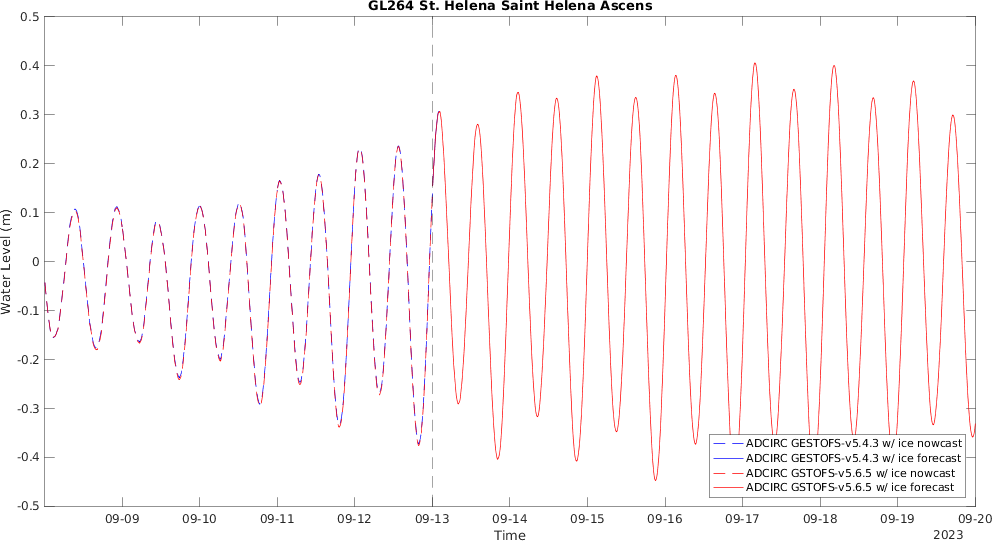 GL264 St. Helena Saint Helena Ascens
Water Level (m)
0.5
0.4
0.3
0.2
0.1
0
-0.1
-0.2
-0.3
-0.4
-0.5
ADCIRC GESTOFS-v5.4.3 w/ ice nowcast
ADCIRC GESTOFS-v5.4.3 w/ ice forecast
ADCIRC GSTOFS-v5.6.5 w/ ice nowcast
ADCIRC GSTOFS-v5.6.5 w/ ice forecast
09-09 09-10 09-11 09-12 09-13 09-14 09-15 09-16 09-17 09-18 09-19 09-20
Time
2023